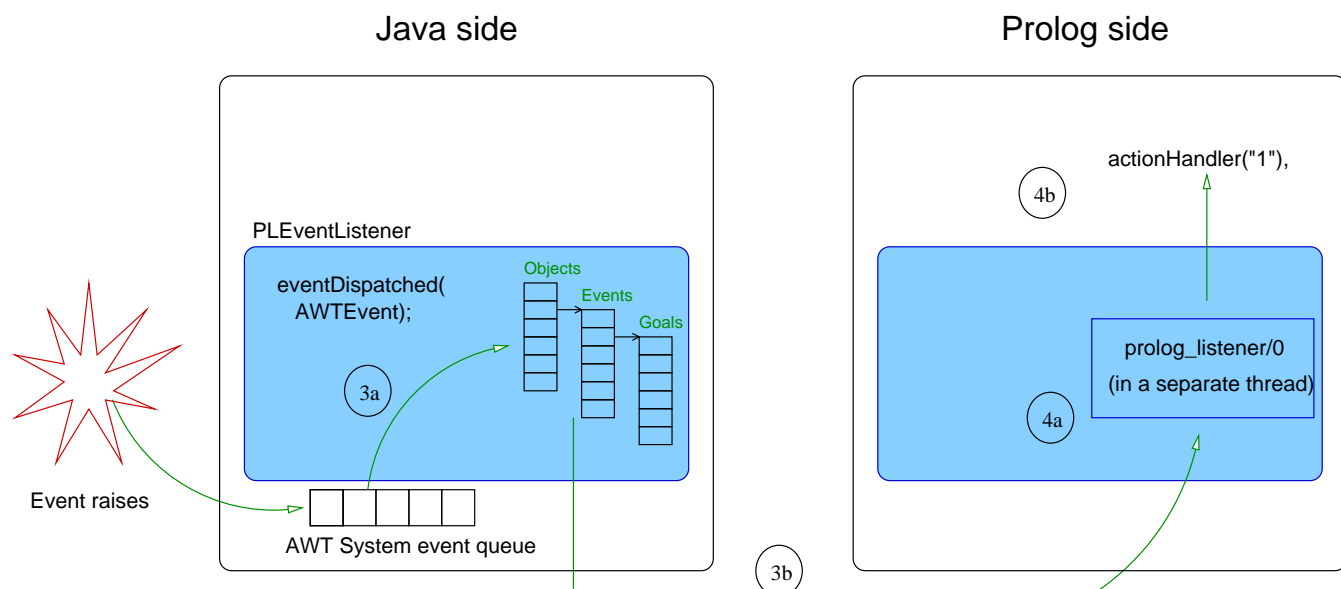 Java side
Prolog side
actionHandler("1"),
4b
PLEventListener
eventDispatched(
AWTEvent);
Objects
Events
Goals
prolog_listener/0
(in a separate thread)
3a
4a
Event raises
AWT System event queue
3b